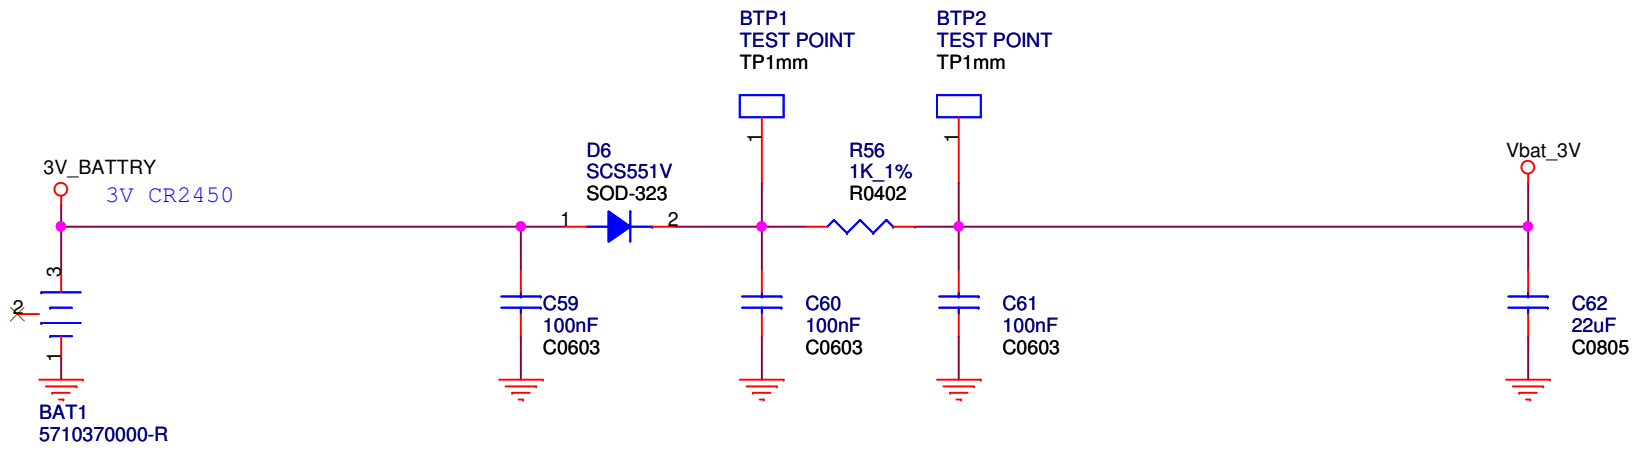 BTP1
TEST POINT
TP1mm
BTP2
TEST POINT
TP1mm
1
1
3V_BATTRY
3V CR2450
D6
SCS551V
SOD-323
1
2
R56
1K_1%
R0402
Vbat_3V
3
2
1
C59
100nF
C0603
C60
100nF
C0603
C61
100nF
C0603
C62
22uF
C0805
BAT1
5710370000-R